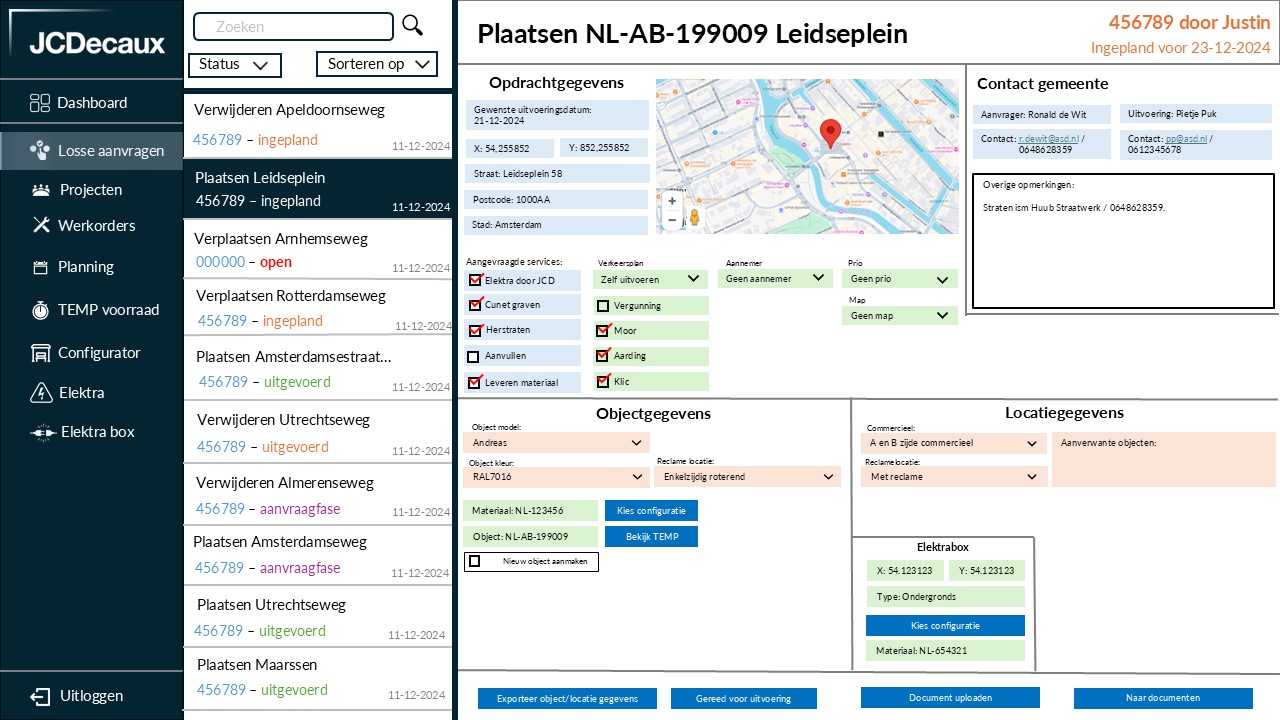 JCDecaux
Dashboard
Losse aanvragen
Projecten
Werkorders
Planning
TEMP voorraad
Configurator
Elektra
Elektra box
Uitloggen
Zoeken
Status
Sorteren op
Verwijderen Apeldoornseweg
456789 – ingepland
11-12-2024
Plaatsen Leidseplein
456789 – ingepland
11-12-2024
Verplaatsen Arnhemseweg
000000 – open
11-12-2024
Verplaatsen Rotterdamseweg
456789 – ingepland
11-12-2024
Plaatsen Amsterdamsestraat...
456789 – uitgevoerd
11-12-2024
Verwijderen Utrechtseweg
456789 – uitgevoerd
11-12-2024
Verwijderen Almerenseweg
456789 – aanvraagfase
11-12-2024
Plaatsen Amsterdamseweg
456789 – aanvraagfase
11-12-2024
Plaatsen Utrechtseweg
456789 – uitgevoerd
11-12-2024
Plaatsen Maarssen
456789 – uitgevoerd
11-12-2024
Plaatsen NL-AB-199009 Leidseplein
456789 door Justin
Ingepland voor 23-12-2024
Opdrachtgegevens
Gewenste uitvoeringsdatum:
21-12-2024
X: 54,255852
Y: 852,255852
Straat: Leidseplein 58
Postcode: 1000AA
Stad: Amsterdam
Contact gemeente
Aanvrager: Ronald de Wit
Uitvoering: Pietje Puk
Contact: r.dewit@asd.nl /
0648628359
Contact: pp@asd.nl /
0612345678
Overige opmerkingen:
Straten ism Huub Straatwerk / 0648628359.
Aangevraagde services:
Elektra door JCD
Cunet graven
Herstraten
Aanvullen
Leveren materiaal
Verkeersplan
Zelf uitvoeren
Vergunning
Moor
Aarding
Klic
Aannemer
Geen aannemer
Prio
Geen prio
Map
Geen map
Objectgegevens
Object model:
Andreas
Object kleur:
RAL7016
Reclame locatie:
Enkelzijdig roterend
Materiaal: NL-123456
Kies configuratie
Object: NL-AB-199009
Bekijk TEMP
Nieuw object aanmaken
Locatiegegevens
Commercieel:
A en B zijde commercieel
Reclamelocatie:
Met reclame
Aanverwante objecten:
Elektrabox
X: 54.123123
Y: 54.123123
Type: Ondergronds
Kies configuratie
Materiaal: NL-654321
Exporteer object/locatie gegevens
Gereed voor uitvoering
Document uploaden
Naar documenten